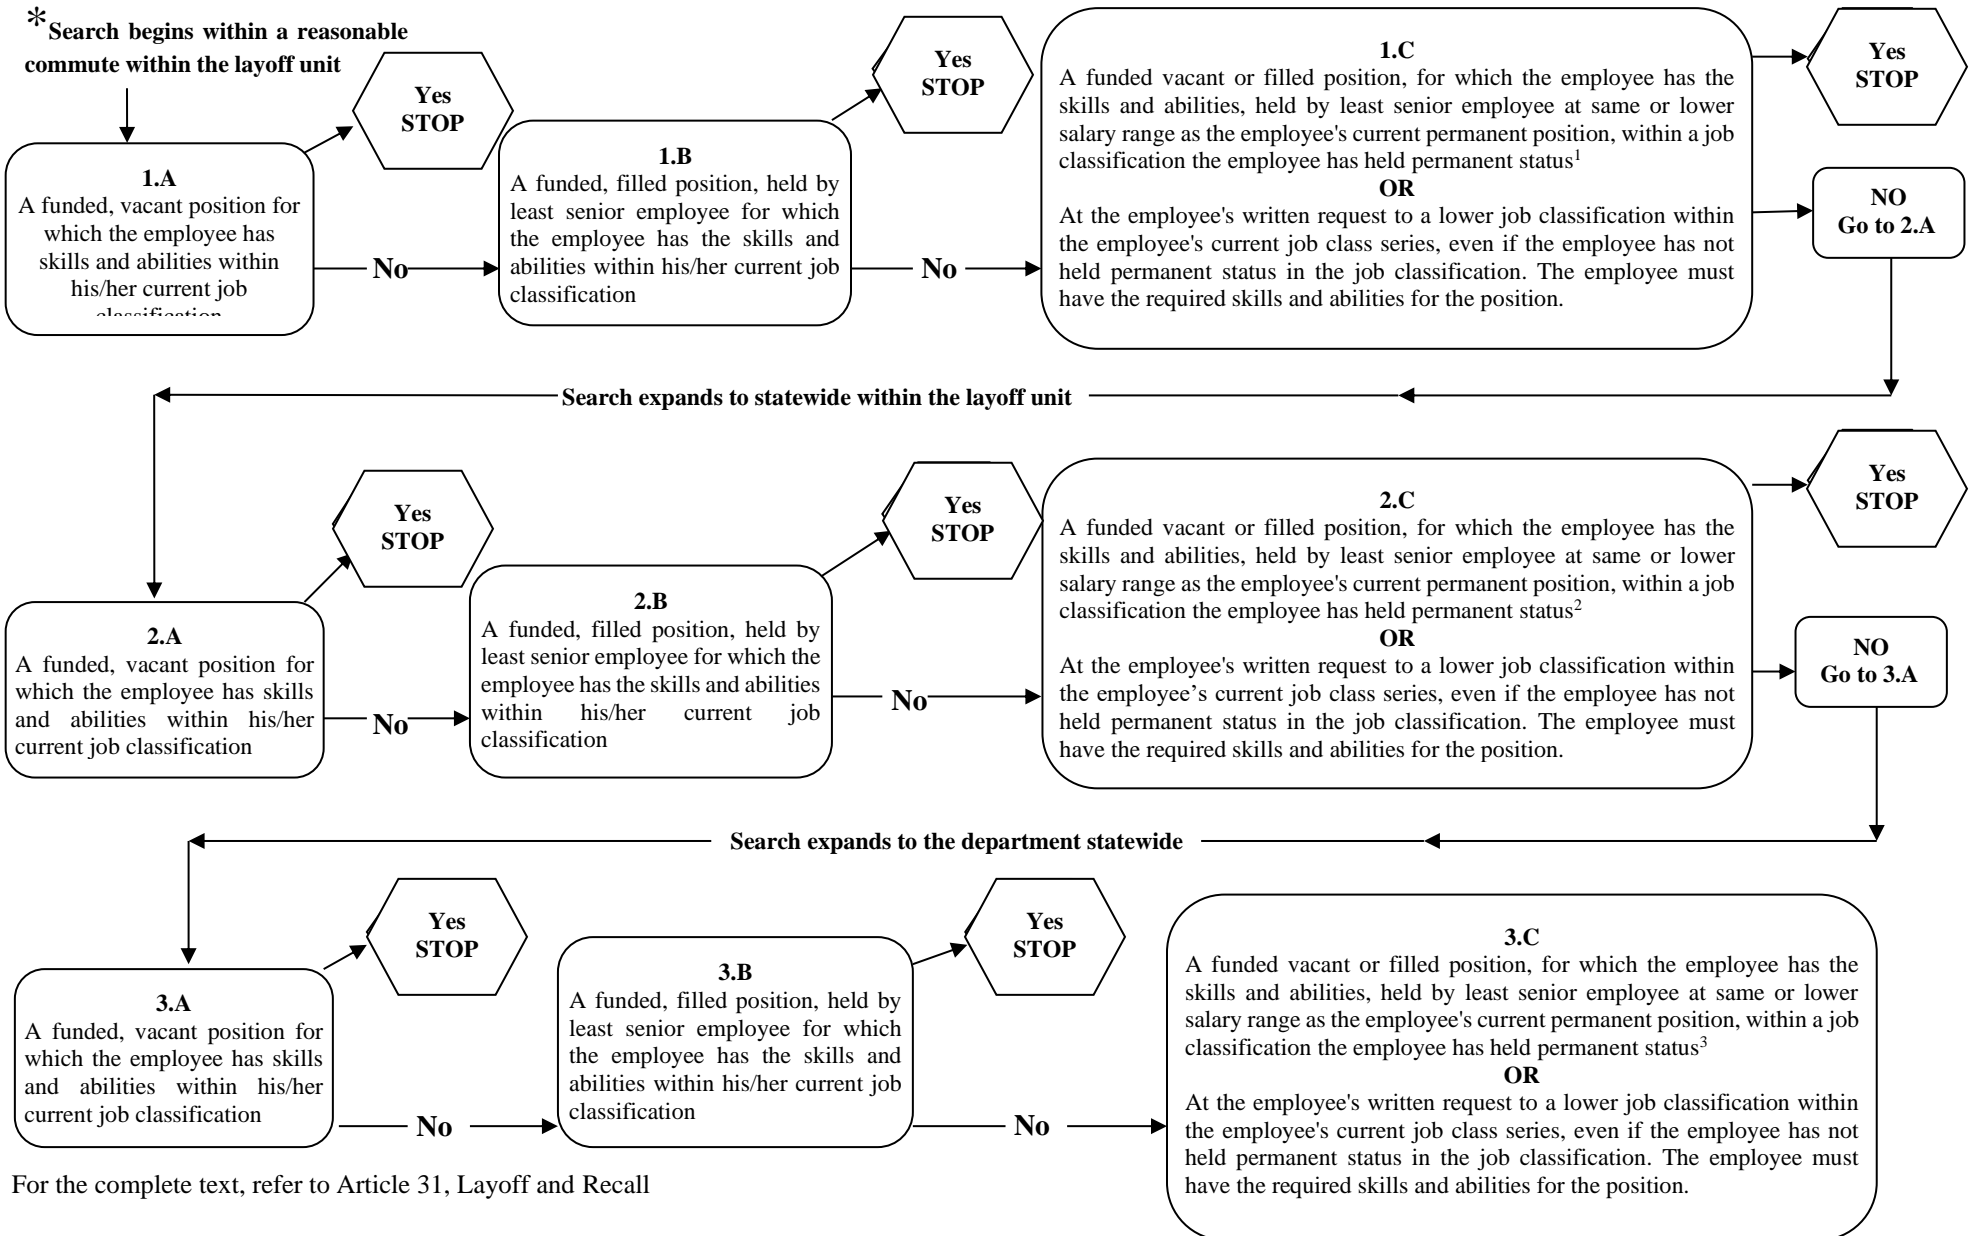 *Search begins within a reasonable
commute within the layoff unit
Yes
STOP
1.A
A funded, vacant position for
which the employee has
skills and abilities within
his/her current job
classification
No
Yes
STOP
1.B
A funded, filled position, held by
least senior employee for which
the employee has the skills and
abilities within his/her current job
classification
No
1.C
A funded vacant or filled position, for which the employee has the
skills and abilities, held by least senior employee at same or lower
salary range as the employee's current permanent position, within a job
classification the employee has held permanent status¹
OR
At the employee's written request to a lower job classification within
the employee's current job class series, even if the employee has not
held permanent status in the job classification. The employee must
have the required skills and abilities for the position.
Yes
STOP
NO
Go to 2.A
Search expands to statewide within the layoff unit
Yes
STOP
2.A
A funded, vacant position for
which the employee has skills
and abilities within his/her
current job classification
No
Yes
STOP
2.B
A funded, filled position, held by
least senior employee for which the
employee has the skills and abilities
within his/her current job
classification
No
2.C
A funded vacant or filled position, for which the employee has the
skills and abilities, held by least senior employee at same or lower
salary range as the employee's current permanent position, within a job
classification the employee has held permanent status²
OR
At the employee's written request to a lower job classification within
the employee’s current job class series, even if the employee has not
held permanent status in the job classification. The employee must
have the required skills and abilities for the position.
Yes
STOP
NO
Go to 3.A
Search expands to the department statewide
Yes
STOP
3.A
A funded, vacant position for
which the employee has skills
and abilities within his/her
current job classification
No
Yes
STOP
3.B
A funded, filled position, held by
least senior employee for which
the employee has the skills and
abilities within his/her current job
classification
No
3.C
A funded vacant or filled position, for which the employee has the
skills and abilities, held by least senior employee at same or lower
salary range as the employee's current permanent position, within a job
classification the employee has held permanent status³
OR
At the employee's written request to a lower job classification within
the employee's current job class series, even if the employee has not
held permanent status in the job classification. The employee must
have the required skills and abilities for the position.
For the complete text, refer to Article 31, Layoff and Recall